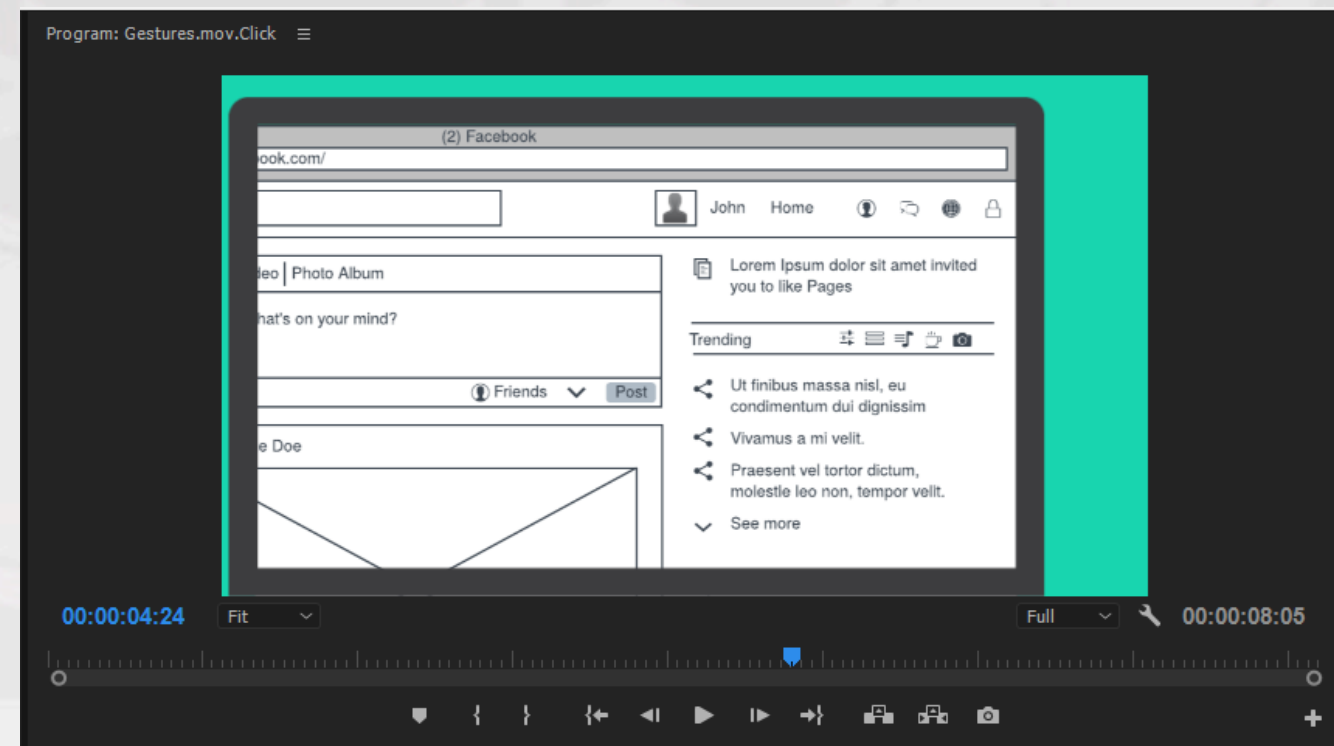 Program: Gestures.mov.Click
(2) Facebook
ook.com/
John Home
deo Photo Album
Lorem Ipsum dolor sit amet invited
you to like Pages
hat's on your mind?
Trending
Friends Post
Ut finibus massa nisl, eu
condimentum dui dignissim
Vivamus a mi velit.
Praesent vel tortor dictum,
molestle leo non, tempor velit.
See more
e Doe
00:00:04:24 Fit Full 00:00:08:05